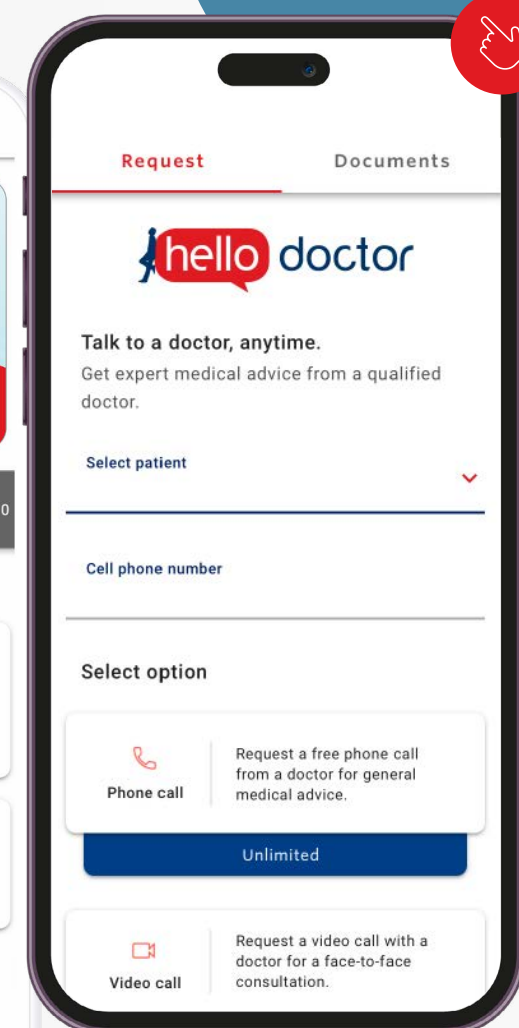 Request
Documents
hello doctor
Talk to a doctor, anytime.
Get expert medical advice from a qualified
doctor.
Select patient
Cell phone number
Select option
Phone call
Request a free phone call
from a doctor for general
medical advice.
Unlimited
Video call
Request a video call with a
doctor for a face-to-face
consultation.
0